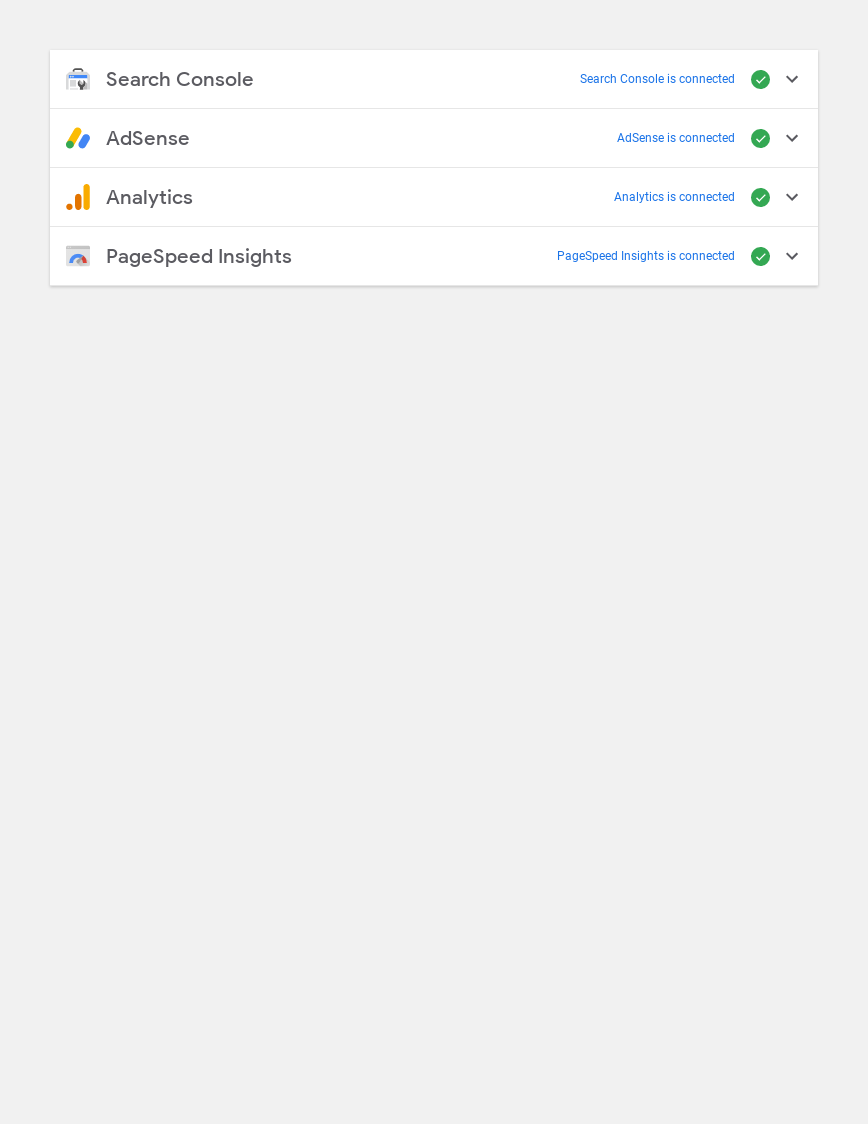 Search Console Search Console is connected
AdSense AdSense is connected
Analytics Analytics is connected
PageSpeed Insights PageSpeed Insights is connected